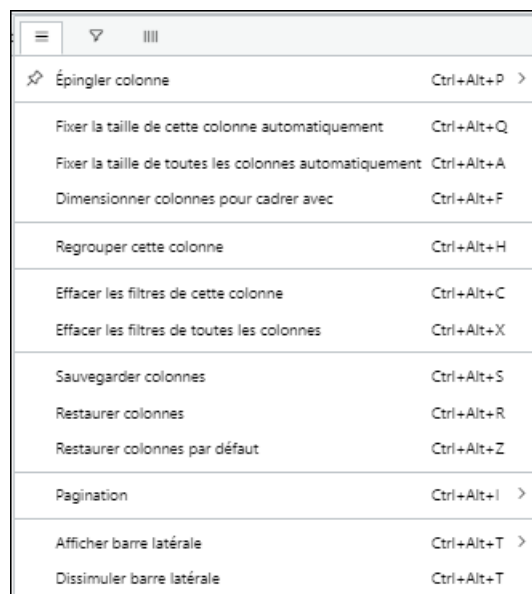 Épingler colonne Ctrl+Alt+P
Fixer la taille de cette colonne automatiquement Ctrl+Alt+Q
Fixer la taille de toutes les colonnes automatiquement Ctrl+Alt+A
Dimensionner colonnes pour cadrer avec Ctrl+Alt+F
Regrouper cette colonne Ctrl+Alt+H
Effacer les filtres de cette colonne Ctrl+Alt+C
Effacer les filtres de toutes les colonnes Ctrl+Alt+X
Sauvegarder colonnes Ctrl+Alt+S
Restaurer colonnes Ctrl+Alt+R
Restaurer colonnes par défaut Ctrl+Alt+Z
Pagination Ctrl+Alt+I
Afficher barre latérale Ctrl+Alt+T
Dissimuler barre latérale Ctrl+Alt+T